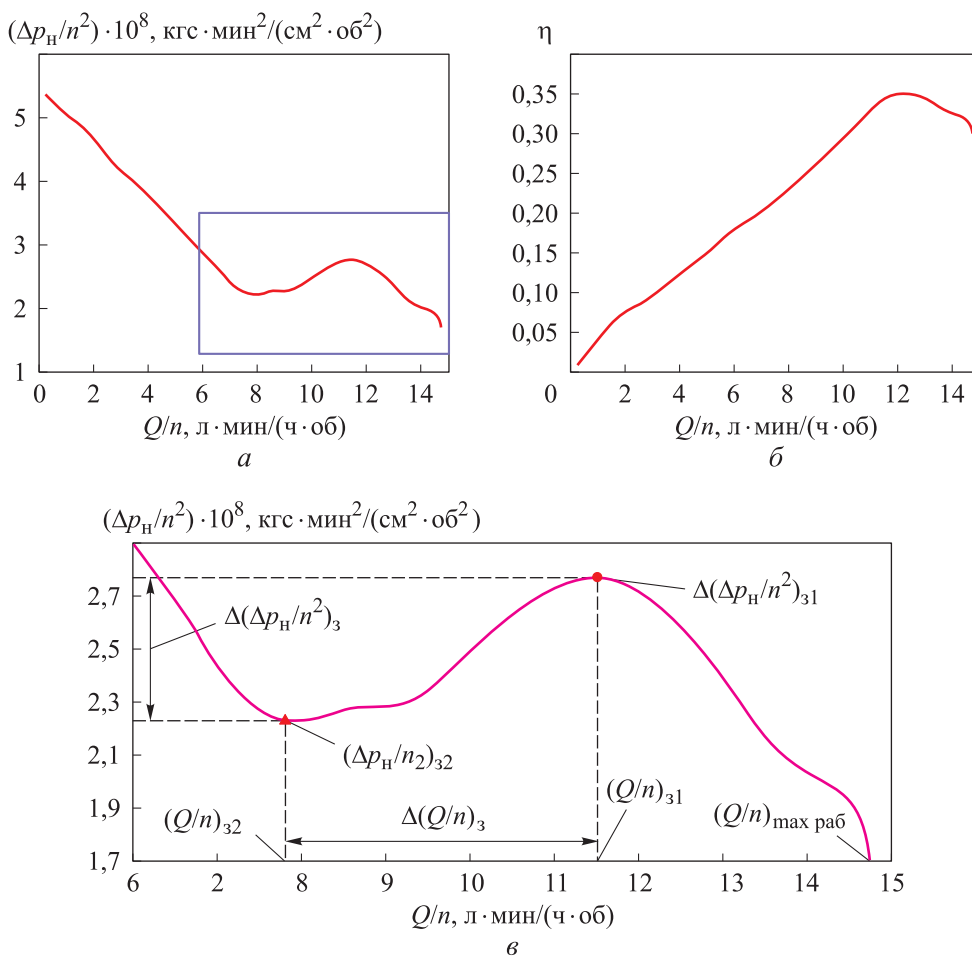 (Δpн/n²)·10⁸, кгс·мин²/(см²·об²)
5
4
3
2
1
0 2 4 6 8 10 12 14
Q/n, л·мин/(ч·об)
а
η
0,35
0,30
0,25
0,20
0,15
0,10
0,05
0 2 4 6 8 10 12 14
Q/n, л·мин/(ч·об)
б
(Δpн/n²)·10⁸, кгс·мин²/(см²·об²)
2,7
2,5
2,3
2,1
1,9
1,7
Δ(Δpн/n²)з
Δ(Δpн/n²)з1
(Δpн/n₂)з2
(Q/n)з2
Δ(Q/n)з
(Q/n)з1
(Q/n)max раб
6 2 8 9 10 11 12 13 14 15
Q/n, л·мин/(ч·об)
в